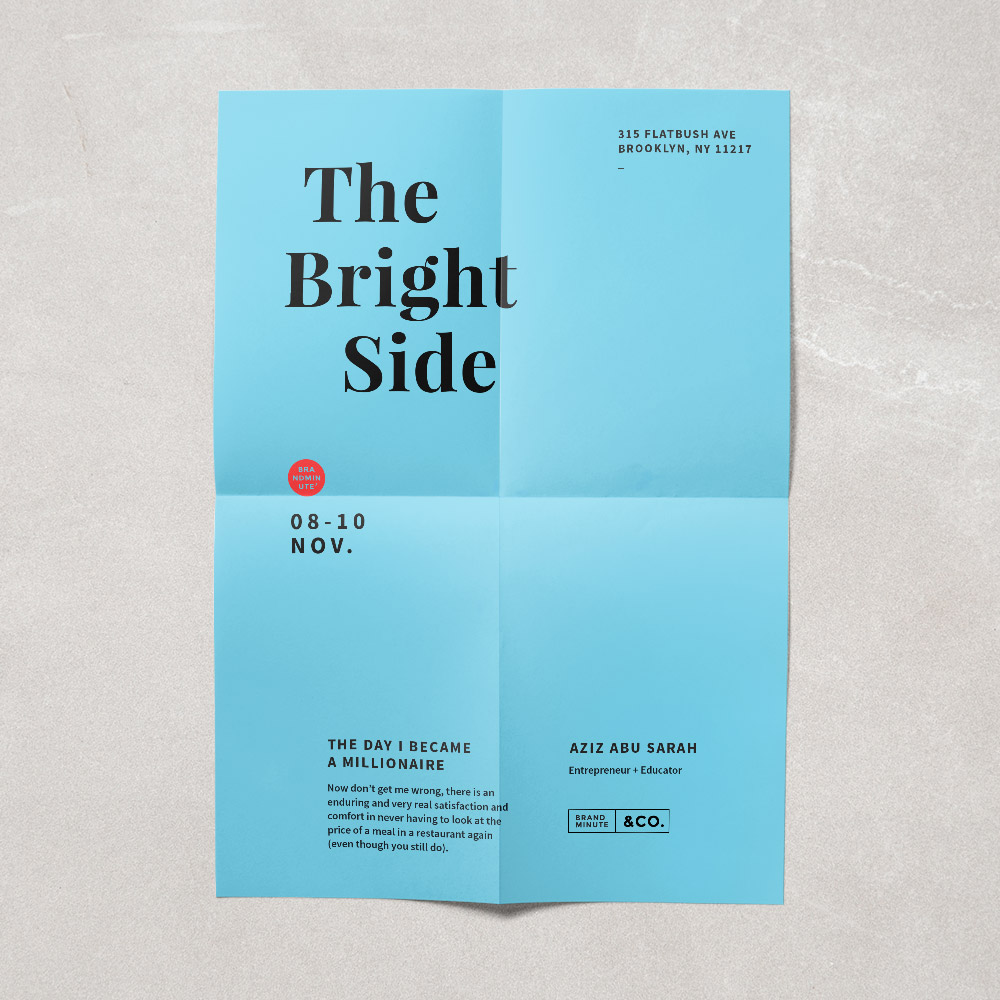 315 FLATBUSH AVE
BROOKLYN, NY 11217
–
The
Bright
Side
BRA
NDMIN
UTE
08-10
NOV.
THE DAY I BECAME
A MILLIONAIRE
Now don't get me wrong, there is an
enduring and very real satisfaction and
comfort in never having to look at the
price of a meal in a restaurant again
(even though you still do).
AZIZ ABU SARAH
Entrepreneur + Educator
BRAND
MINUTE
&CO.